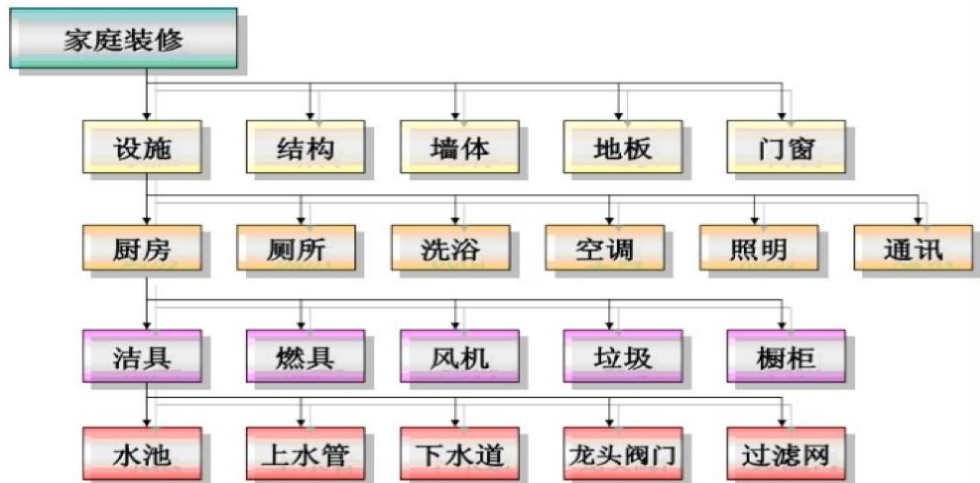 家庭装修
设施 结构 墙体 地板 门窗
厨房 厕所 洗浴 空调 照明 通讯
洁具 燃具 风机 垃圾 橱柜
水池 上水管 下水道 龙头阀门 过滤网